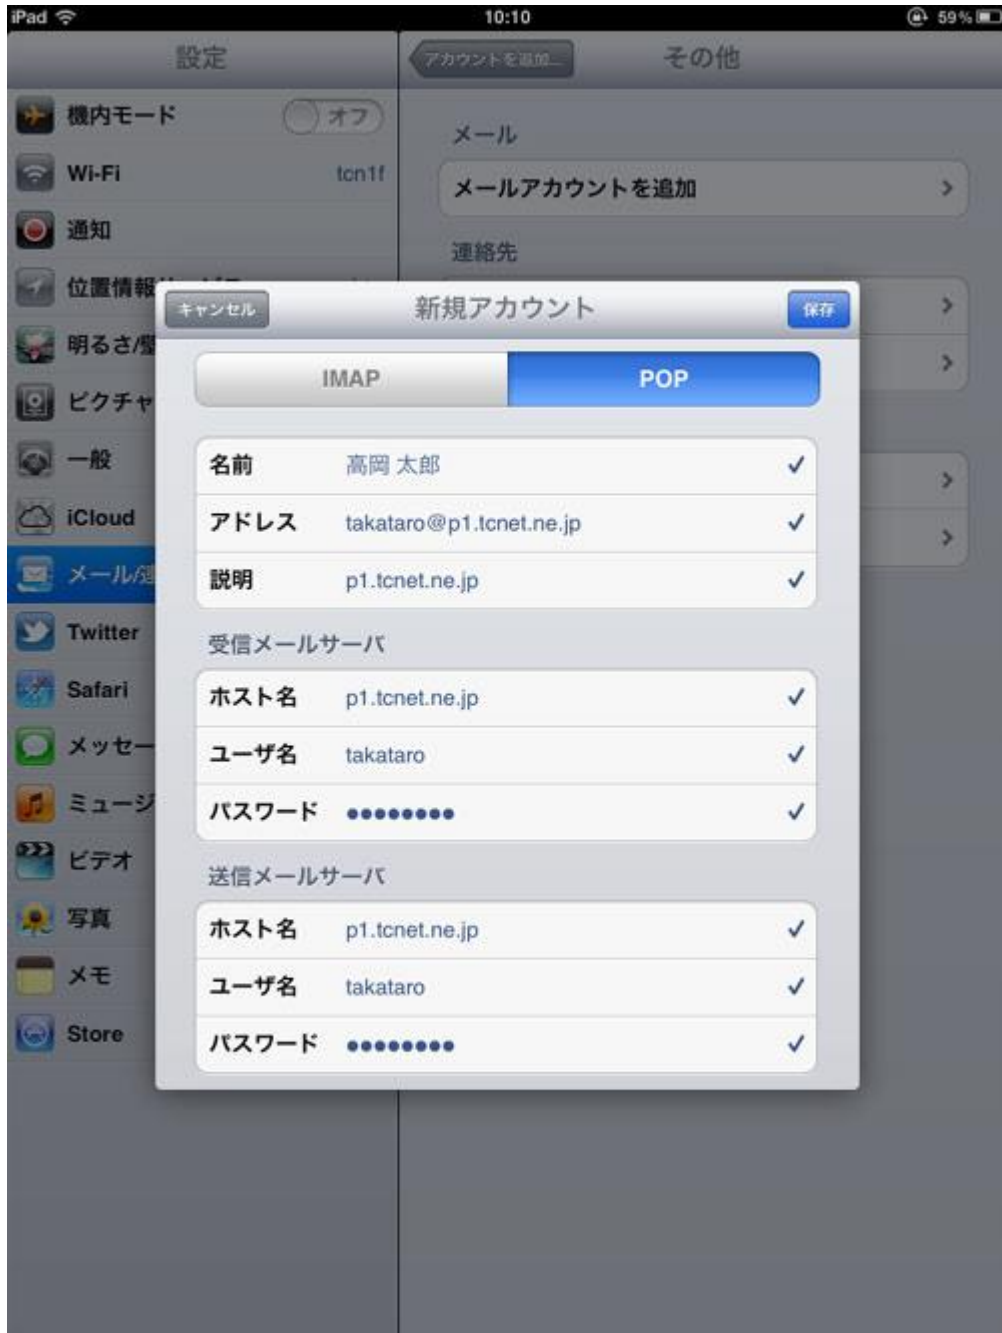 iPad
10:10
59%
設定
機内モード
オフ
Wi-Fi
tcn1f
通知
位置情報
明るさ/
ピクチャ
一般
iCloud
メール/
Twitter
Safari
メッセー
ミュージ
ビデオ
写真
メモ
Store
アカウントを追加...
その他
メール
メールアカウントを追加
連絡先
キャンセル
新規アカウント
保存
IMAP
POP
名前 高岡 太郎
アドレス takataro@p1.tcnet.ne.jp
説明 p1.tcnet.ne.jp
受信メールサーバ
ホスト名 p1.tcnet.ne.jp
ユーザ名 takataro
パスワード ●●●●●●●●
送信メールサーバ
ホスト名 p1.tcnet.ne.jp
ユーザ名 takataro
パスワード ●●●●●●●●